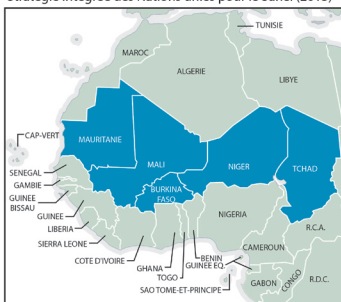 Stratégie intégrée des Nations unies pour le Sahel (2013)
TUNISIE
MAROC
ALGERIE
LIBYE
CAP-VERT
MAURITANIE
MALI
NIGER
TCHAD
SENEGAL
GAMBIE
GUINEE
BISSAU
BURKINA
FASO
GUINEE
NIGERIA
LIBERIA
SIERRA LEONE
R.C.A.
COTE D'IVOIRE
BENIN
CAMEROUN
GHANA
GUINEE EQ.
TOGO
SAO TOME-ET-PRINCIPE
GABON
CONGO
R.D.C.